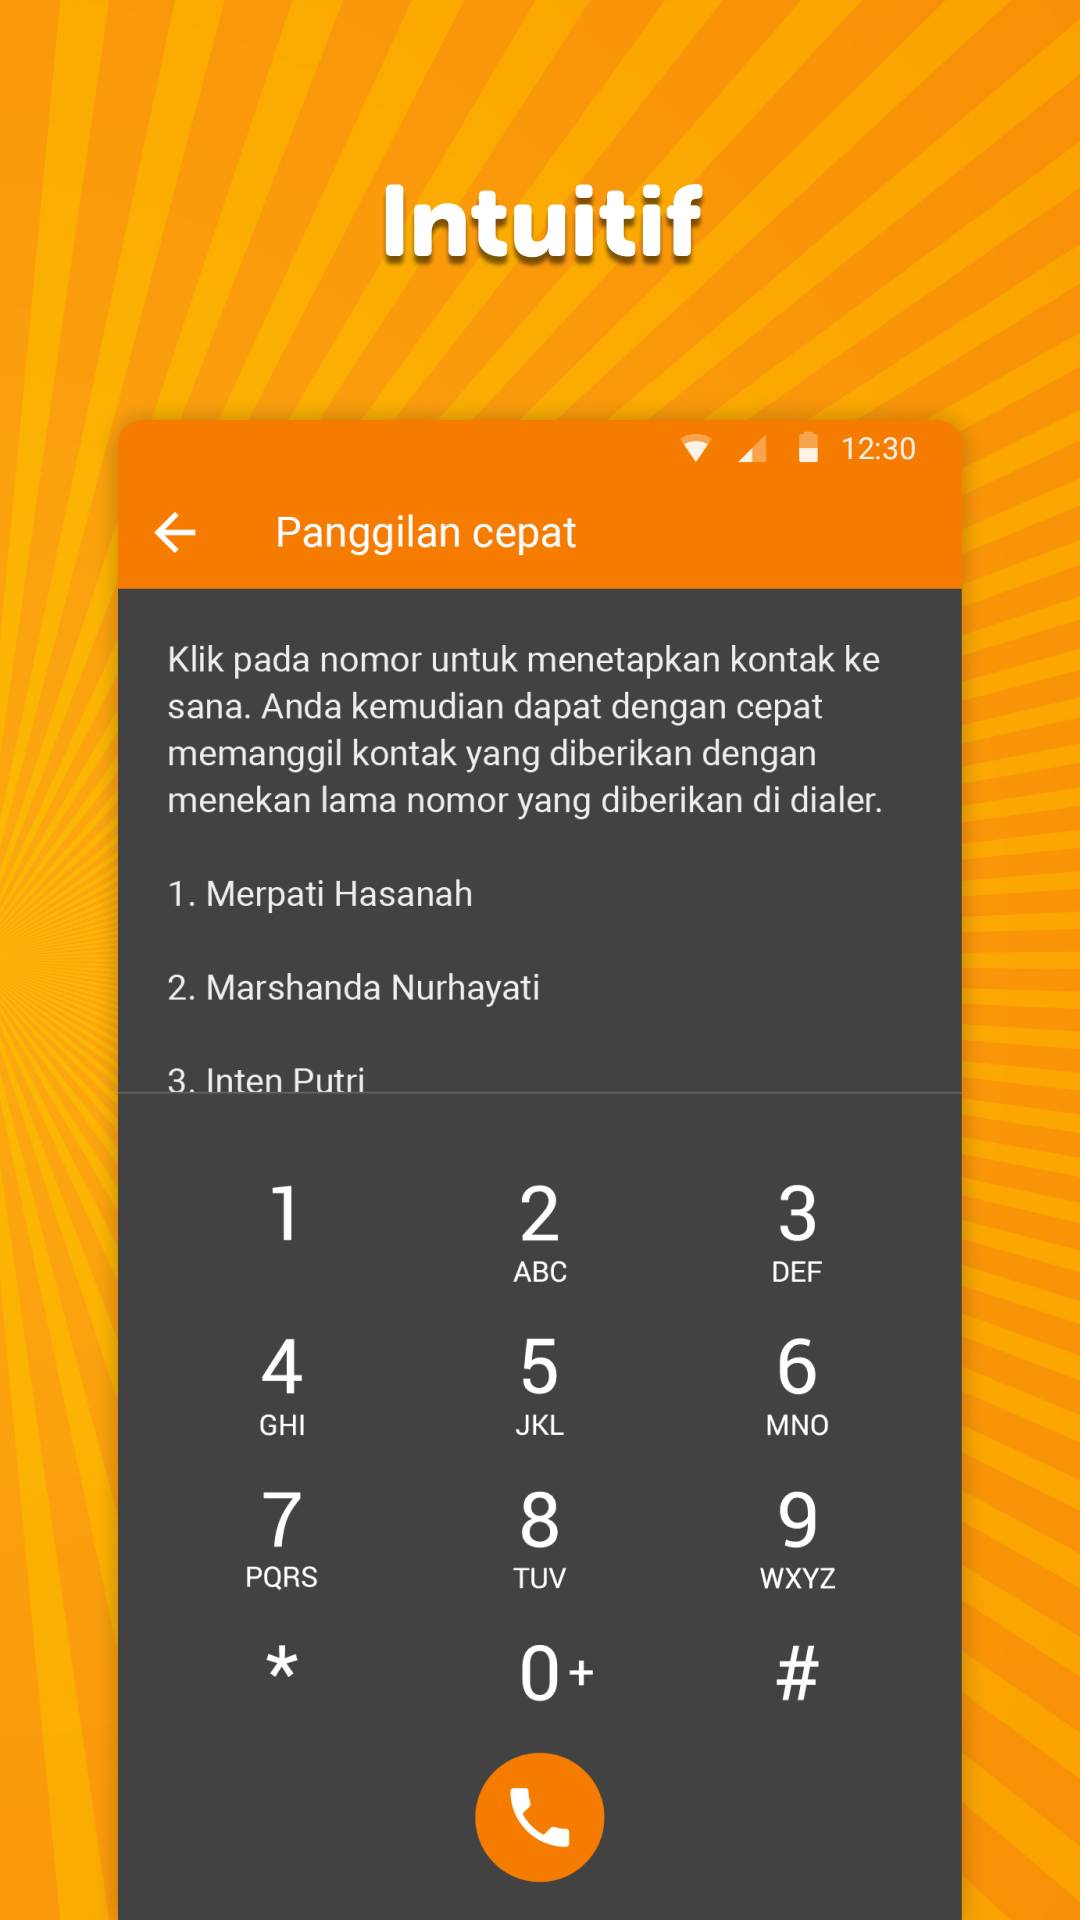 Intuitif
12:30
Panggilan cepat
Klik pada nomor untuk menetapkan kontak ke
sana. Anda kemudian dapat dengan cepat
memanggil kontak yang diberikan dengan
menekan lama nomor yang diberikan di dialer.
1. Merpati Hasanah
2. Marshanda Nurhayati
3. Inten Putri
1 2 3
ABC DEF
4 5 6
GHI JKL MNO
7 8 9
PQRS TUV WXYZ
* 0+ #